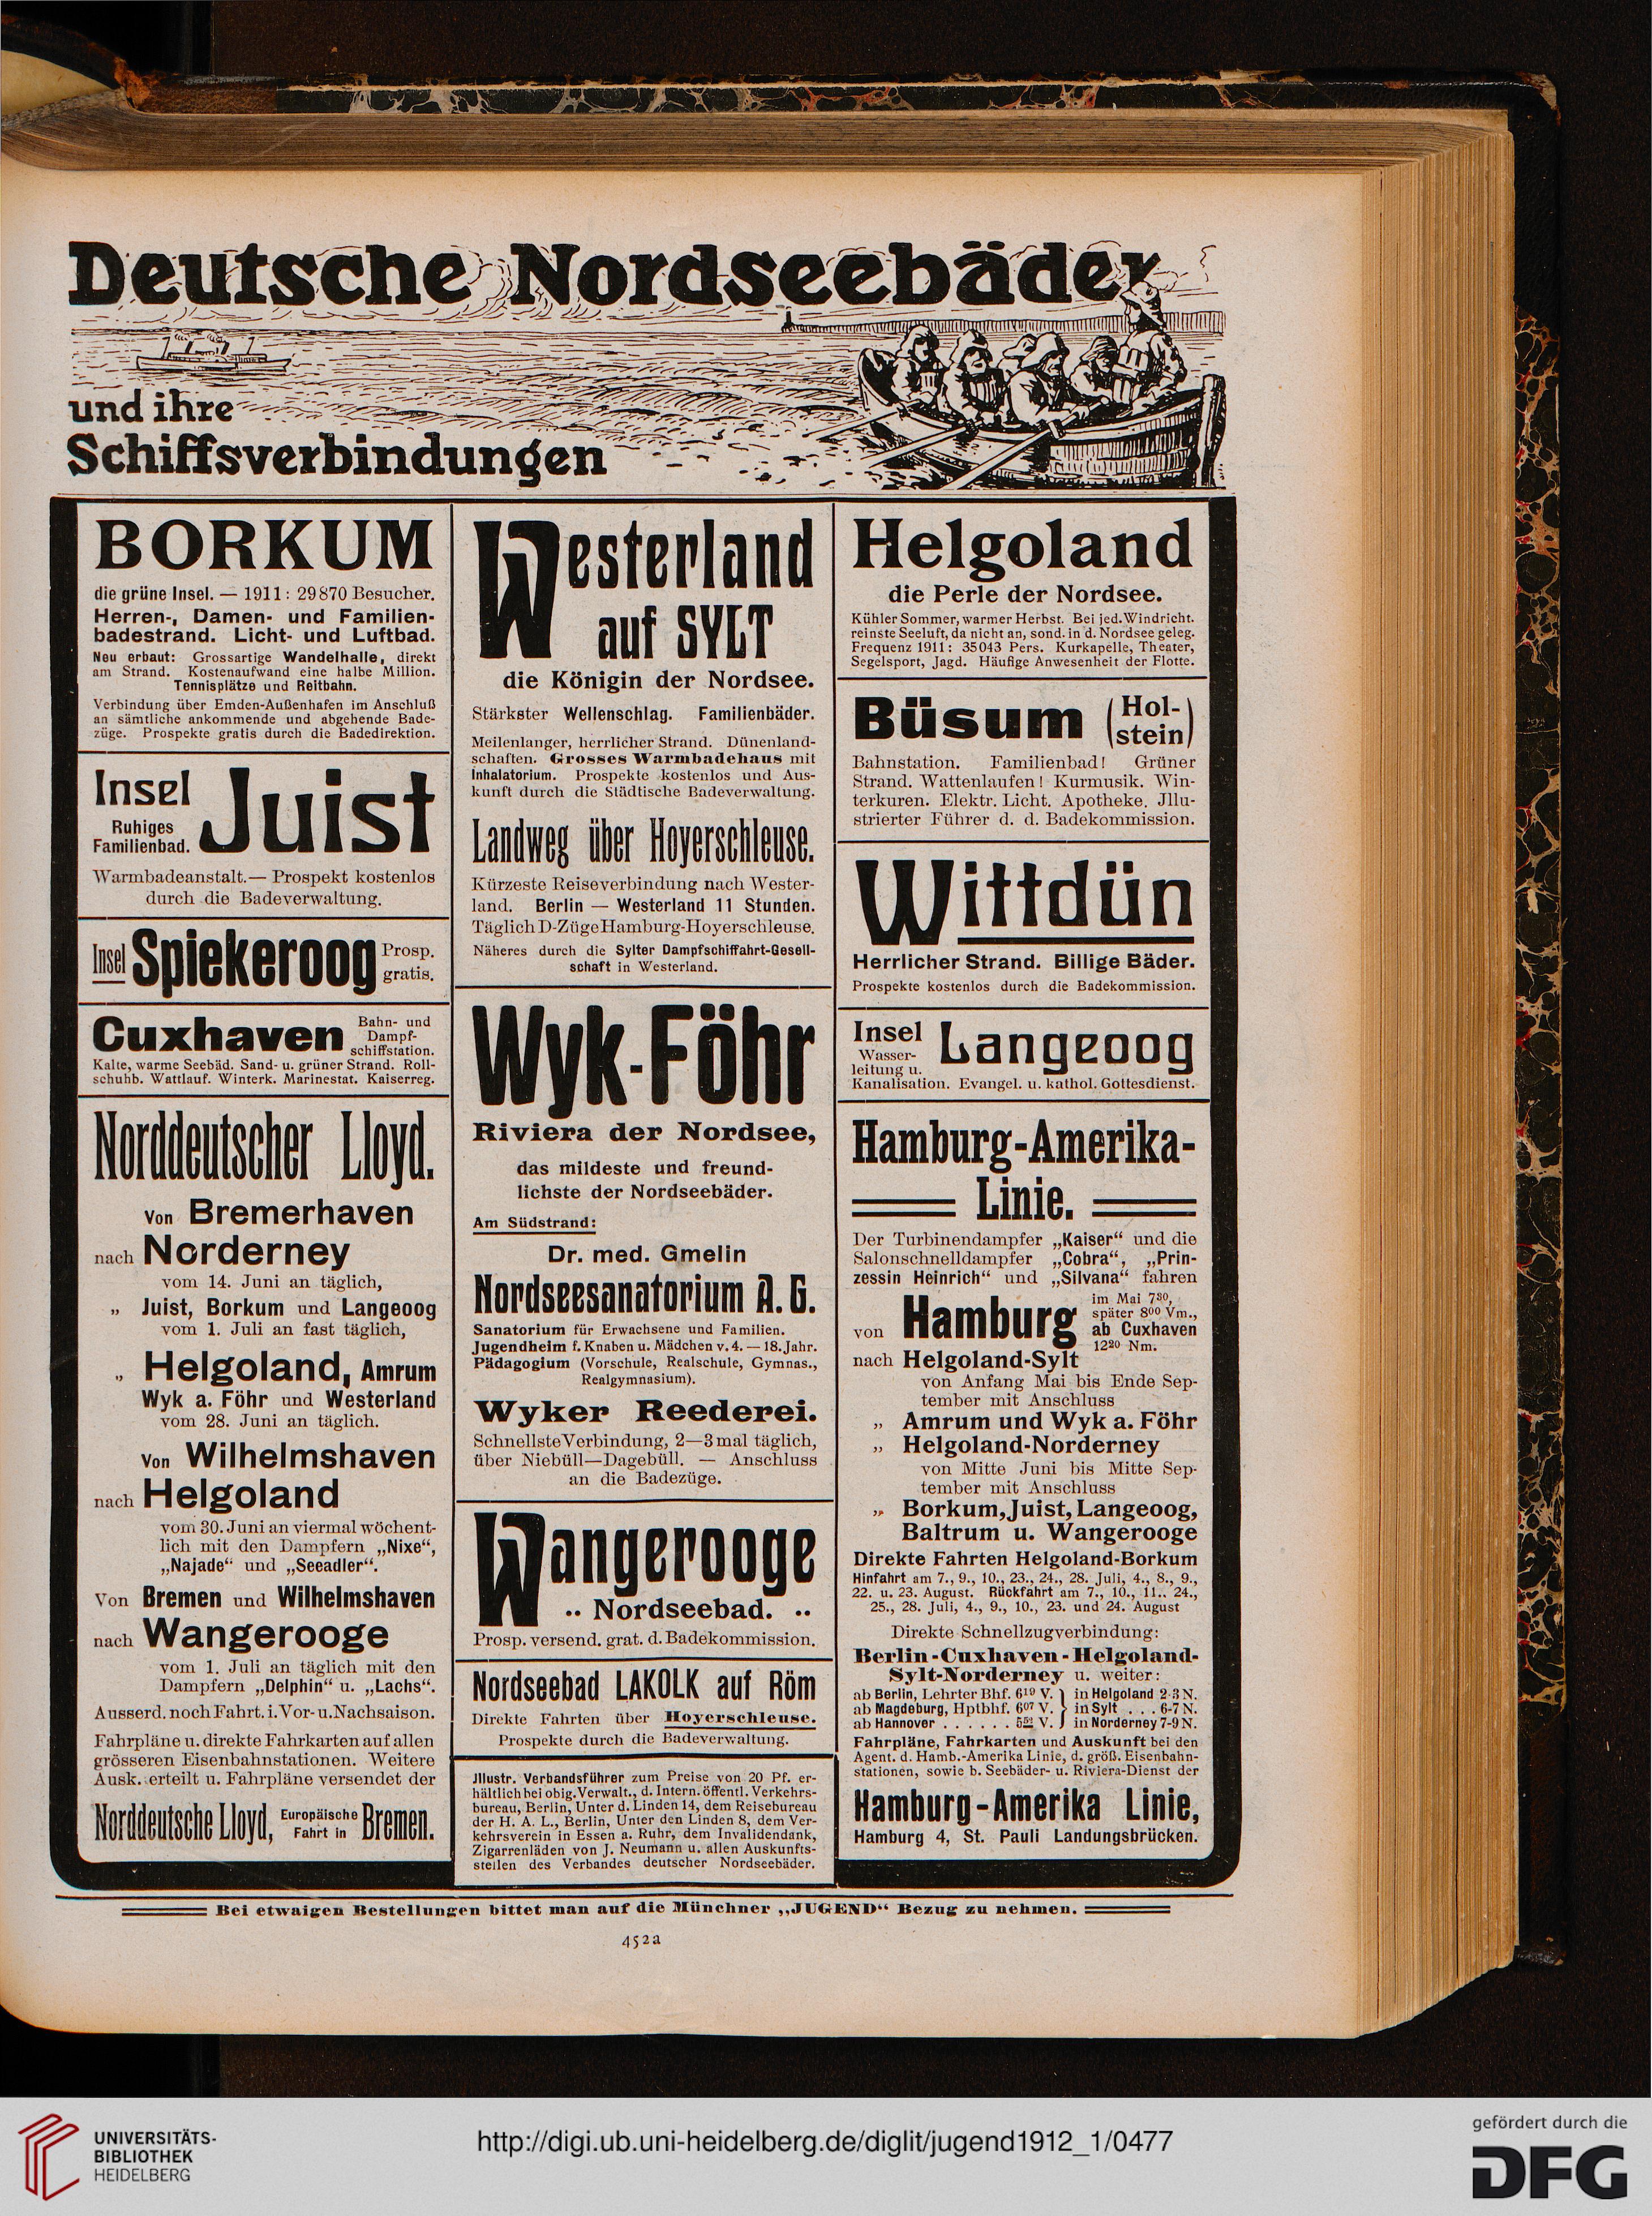 Deutsche Nordseebäder
und ihre
Schiffsverbindungen
BORKUM
die grüne Insel. — 1911: 29870 Besucher.
Herren-, Damen- und Familien-
badestrand. Licht- und Luftbad.
Neu erbaut: Grossartige Wandelhalle, direkt
am Strand. Kostenaufwand eine halbe Million.
Tennisplätze und Reitbahn.
Verbindung über Emden-Außenhafen im Anschluß
an sämtliche ankommende und abgehende Bade-
züge. Prospekte gratis durch die Badedirektion.
Insel Juist
Ruhiges
Familienbad.
Warmbadeanstalt.— Prospekt kostenlos
durch die Badeverwaltung.
Insel Spiekeroog Prosp.
gratis.
Cuxhaven Bahn- und
Dampf-
schiffstation.
Kalte, warme Seebäd. Sand- u. grüner Strand. Roll-
schuhb. Wattlauf. Winterk. Marinestat. Kaiserreg.
Norddeutscher Lloyd.
Von Bremerhaven
nach Norderney
vom 14. Juni an täglich,
„ Juist, Borkum und Langeoog
vom 1. Juli an fast täglich,
„ Helgoland, Amrum
Wyk a. Föhr und Westerland
vom 28. Juni an täglich.
Von Wilhelmshaven
nach Helgoland
vom 30. Juni an viermal wöchent-
lich mit den Dampfern „Nixe“,
„Najade“ und „Seeadler“.
Von Bremen und Wilhelmshaven
nach Wangerooge
vom 1. Juli an täglich mit den
Dampfern „Delphin“ u. „Lachs“.
Ausserd. noch Fahrt. i. Vor- u. Nachsaison.
Fahrpläne u. direkte Fahrkarten auf allen
grösseren Eisenbahnstationen. Weitere
Ausk. erteilt u. Fahrpläne versendet der
Norddeutsche Lloyd, Europäische
Fahrt in Bremen.
Westerland
auf SYLT
die Königin der Nordsee.
Stärkster Wellenschlag. Familienbäder.
Meilenlanger, herrlicher Strand. Dünenland-
schaften. Grosses Warmbadehaus mit
Inhalatorium. Prospekte kostenlos und Aus-
kunft durch die Städtische Badeverwaltung.
Landweg über Hoyerschleuse.
Kürzeste Reiseverbindung nach Wester-
land. Berlin — Westerland 11 Stunden.
Täglich D-Züge Hamburg-Hoyerschleuse.
Näheres durch die Sylter Dampfschiffahrt-Gesell-
schaft in Westerland.
Wyk-Föhr
Riviera der Nordsee,
das mildeste und freund-
lichste der Nordseebäder.
Am Südstrand:
Dr. med. Gmelin
Nordseesanatorium A. G.
Sanatorium für Erwachsene und Familien.
Jugendheim f. Knaben u. Mädchen v. 4. — 18. Jahr.
Pädagogium (Vorschule, Realschule, Gymnas.,
Realgymnasium).
Wyker Reederei.
Schnellste Verbindung, 2—3 mal täglich,
über Niebüll—Dagebüll. — Anschluss
an die Badezüge.
Wangerooge
·· Nordseebad. ··
Prosp. versend. grat. d. Badekommission.
Nordseebad LAKOLK auf Röm
Direkte Fahrten über Hoyerschleuse.
Prospekte durch die Badeverwaltung.
Jllustr. Verbandsführer zum Preise von 20 Pf. er-
hältlich bei obig. Verwalt., d. Intern. öffentl. Verkehrs-
bureau, Berlin, Unter d. Linden 14, dem Reisebureau
der H. A. L., Berlin, Unter den Linden 8, dem Ver-
kehrsverein in Essen a. Ruhr, dem Invalidendank,
Zigarrenläden von J. Neumann u. allen Auskunfts-
stellen des Verbandes deutscher Nordseebäder.
Helgoland
die Perle der Nordsee.
Kühler Sommer, warmer Herbst. Bei jed. Windricht.
reinste Seeluft, da nicht an, sond. in d. Nordsee geleg.
Frequenz 1911: 35043 Pers. Kurkapelle, Theater,
Segelsport, Jagd. Häufige Anwesenheit der Flotte.
Büsum (Hol-
stein)
Bahnstation. Familienbad! Grüner
Strand. Wattenlaufen! Kurmusik. Win-
terkuren. Elektr. Licht. Apotheke. Jllu-
strierter Führer d. d. Badekommission.
Wittdün
Herrlicher Strand. Billige Bäder.
Prospekte kostenlos durch die Badekommission.
Insel Langeoog
Wasser-
leitung u.
Kanalisation. Evangel. u. kathol. Gottesdienst.
Hamburg-Amerika-
Linie.
Der Turbinendampfer „Kaiser“ und die
Salonschnelldampfer „Cobra“, „Prin-
zessin Heinrich“ und „Silvana“ fahren
von Hamburg im Mai 7³⁰,
später 8⁰⁰ Vm.,
ab Cuxhaven
12²⁰ Nm.
nach Helgoland-Sylt
von Anfang Mai bis Ende Sep-
tember mit Anschluss
„ Amrum und Wyk a. Föhr
„ Helgoland-Norderney
von Mitte Juni bis Mitte Sep-
tember mit Anschluss
„ Borkum, Juist, Langeoog,
Baltrum u. Wangerooge
Direkte Fahrten Helgoland-Borkum
Hinfahrt am 7., 9., 10., 23., 24., 28. Juli, 4., 8., 9.,
22. u. 23. August. Rückfahrt am 7., 10., 11., 24.,
25., 28. Juli, 4., 9., 10., 23. und 24. August
Direkte Schnellzugverbindung:
Berlin-Cuxhaven-Helgoland-
Sylt-Norderney u. weiter:
ab Berlin, Lehrter Bhf. 6¹⁹ V. } in Helgoland 2-3 N.
ab Magdeburg, Hptbhf. 6⁰⁷ V. } in Sylt . . . 6-7 N.
ab Hannover . . . . . . 5⁵² V. } in Norderney 7-9 N.
Fahrpläne, Fahrkarten und Auskunft bei den
Agent. d. Hamb.-Amerika Linie, d. größ. Eisenbahn-
stationen, sowie b. Seebäder- u. Riviera-Dienst der
Hamburg-Amerika Linie,
Hamburg 4, St. Pauli Landungsbrücken.
Bei etwaigen Bestellungen bittet man auf die Münchner „JUGEND“ Bezug zu nehmen.
452a
UNIVERSITÄTS-
BIBLIOTHEK
HEIDELBERG
http://digi.ub.uni-heidelberg.de/diglit/jugend1912_1/0477
gefördert durch die
DFG